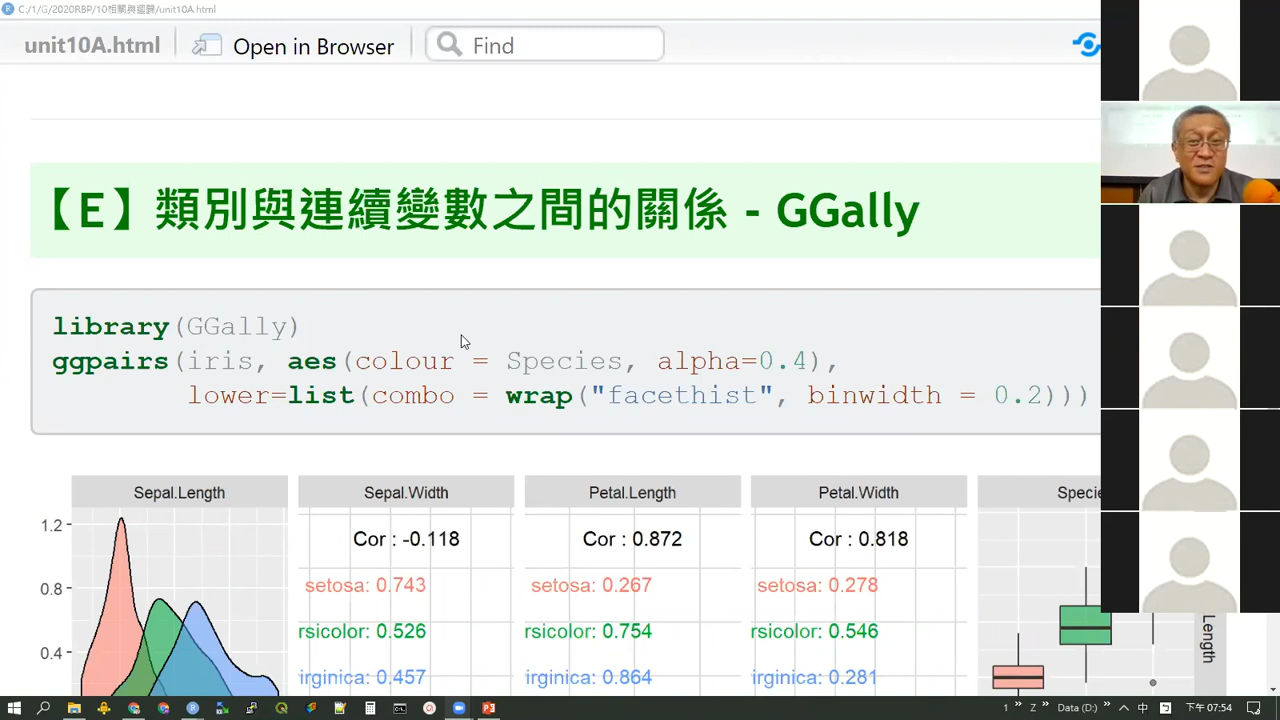 C:/1/G/2020RBP/10相關與迴歸/unit10A.html
unit10A.html
Open in Browser
Find
【E】類別與連續變數之間的關係 - GGally
library(GGally)
ggpairs(iris, aes(colour = Species, alpha=0.4),
lower=list(combo = wrap("facethist", binwidth = 0.2)))
Sepal.Length
Sepal.Width
Petal.Length
Petal.Width
Specie
1.2
0.8
0.4
Cor : -0.118
Cor : 0.872
Cor : 0.818
setosa: 0.743
setosa: 0.267
setosa: 0.278
rsicolor: 0.526
rsicolor: 0.754
rsicolor: 0.546
irginica: 0.457
irginica: 0.864
irginica: 0.281
Length
1
Z
Data (D:)
中
下午 07:54